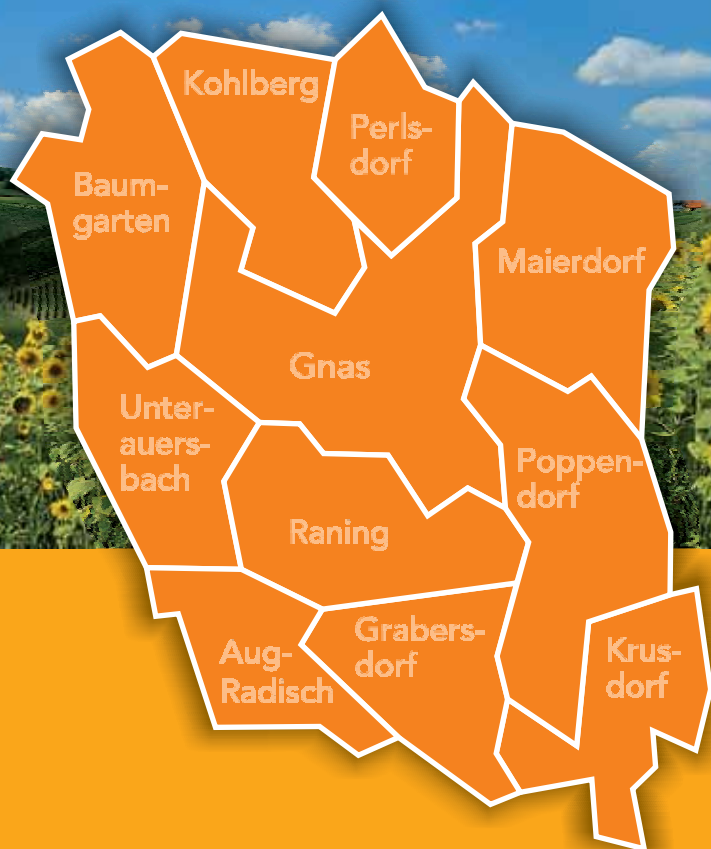 Kohlberg
Perls-
dorf
Baum-
garten
Maierdorf
Gnas
Unter-
auers-
bach
Poppen-
dorf
Raning
Grabers-
dorf
Aug-
Radisch
Krus-
dorf